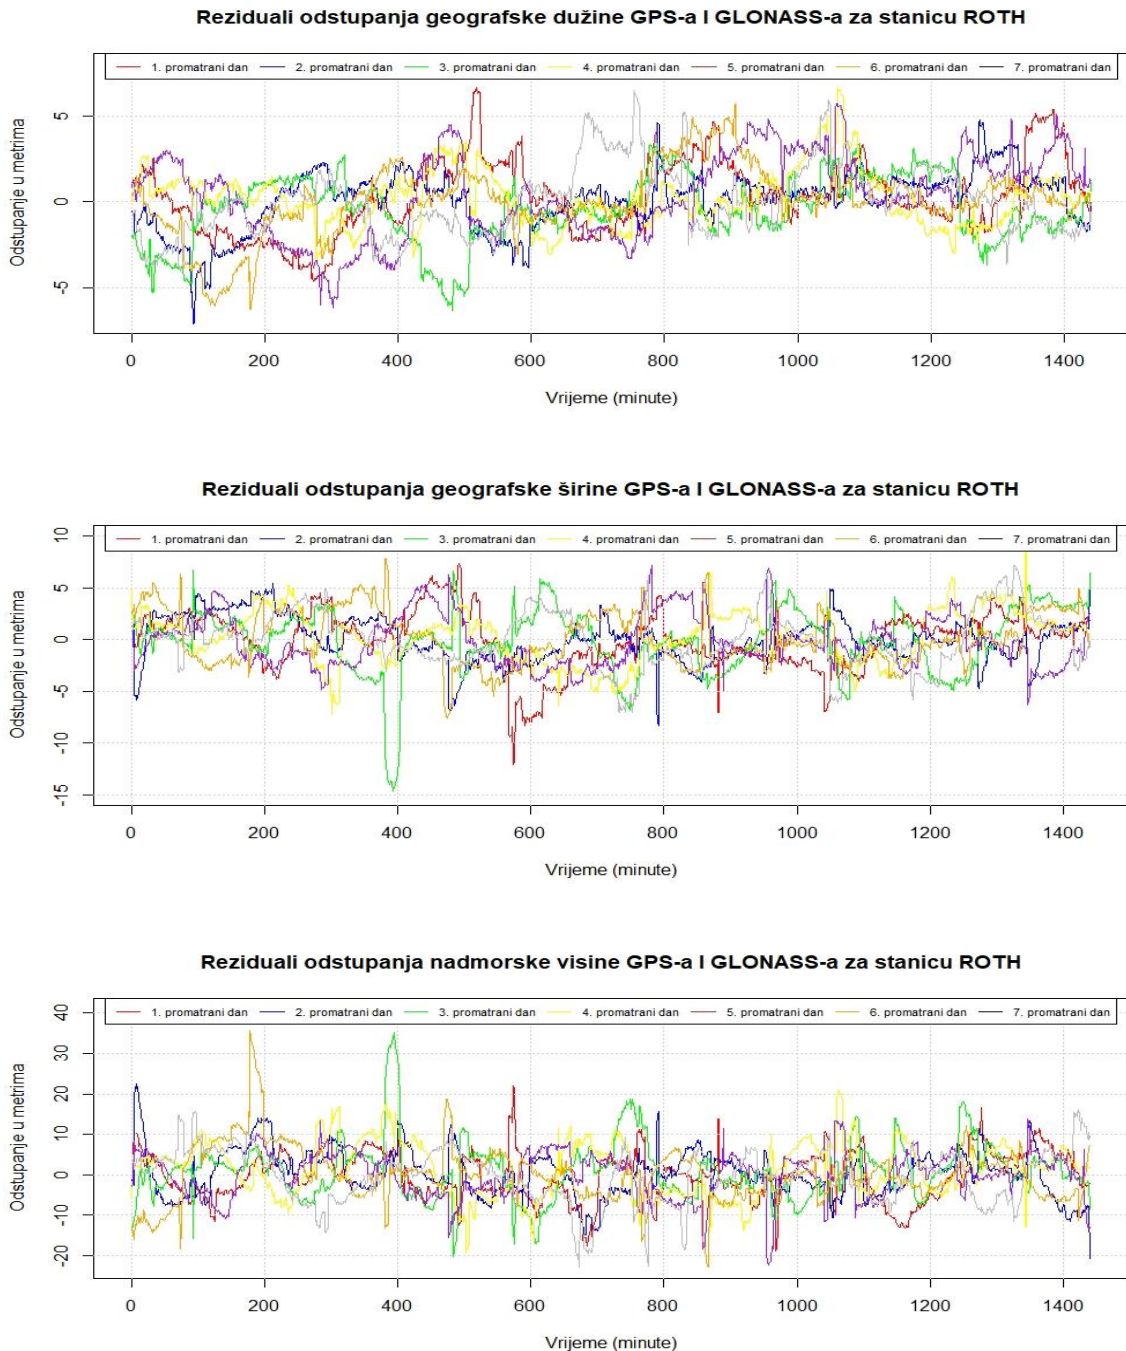 Reziduali odstupanja geografske dužine GPS-a I GLONASS-a za stanicu ROTH
1. promatrani dan 2. promatrani dan 3. promatrani dan 4. promatrani dan 5. promatrani dan 6. promatrani dan 7. promatrani dan
Odstupanje u metrima
5
0
-5
0 200 400 600 800 1000 1200 1400
Vrijeme (minute)
Reziduali odstupanja geografske širine GPS-a I GLONASS-a za stanicu ROTH
1. promatrani dan 2. promatrani dan 3. promatrani dan 4. promatrani dan 5. promatrani dan 6. promatrani dan 7. promatrani dan
Odstupanje u metrima
10
5
0
-5
-10
-15
0 200 400 600 800 1000 1200 1400
Vrijeme (minute)
Reziduali odstupanja nadmorske visine GPS-a I GLONASS-a za stanicu ROTH
1. promatrani dan 2. promatrani dan 3. promatrani dan 4. promatrani dan 5. promatrani dan 6. promatrani dan 7. promatrani dan
Odstupanje u metrima
40
30
20
10
0
-10
-20
0 200 400 600 800 1000 1200 1400
Vrijeme (minute)